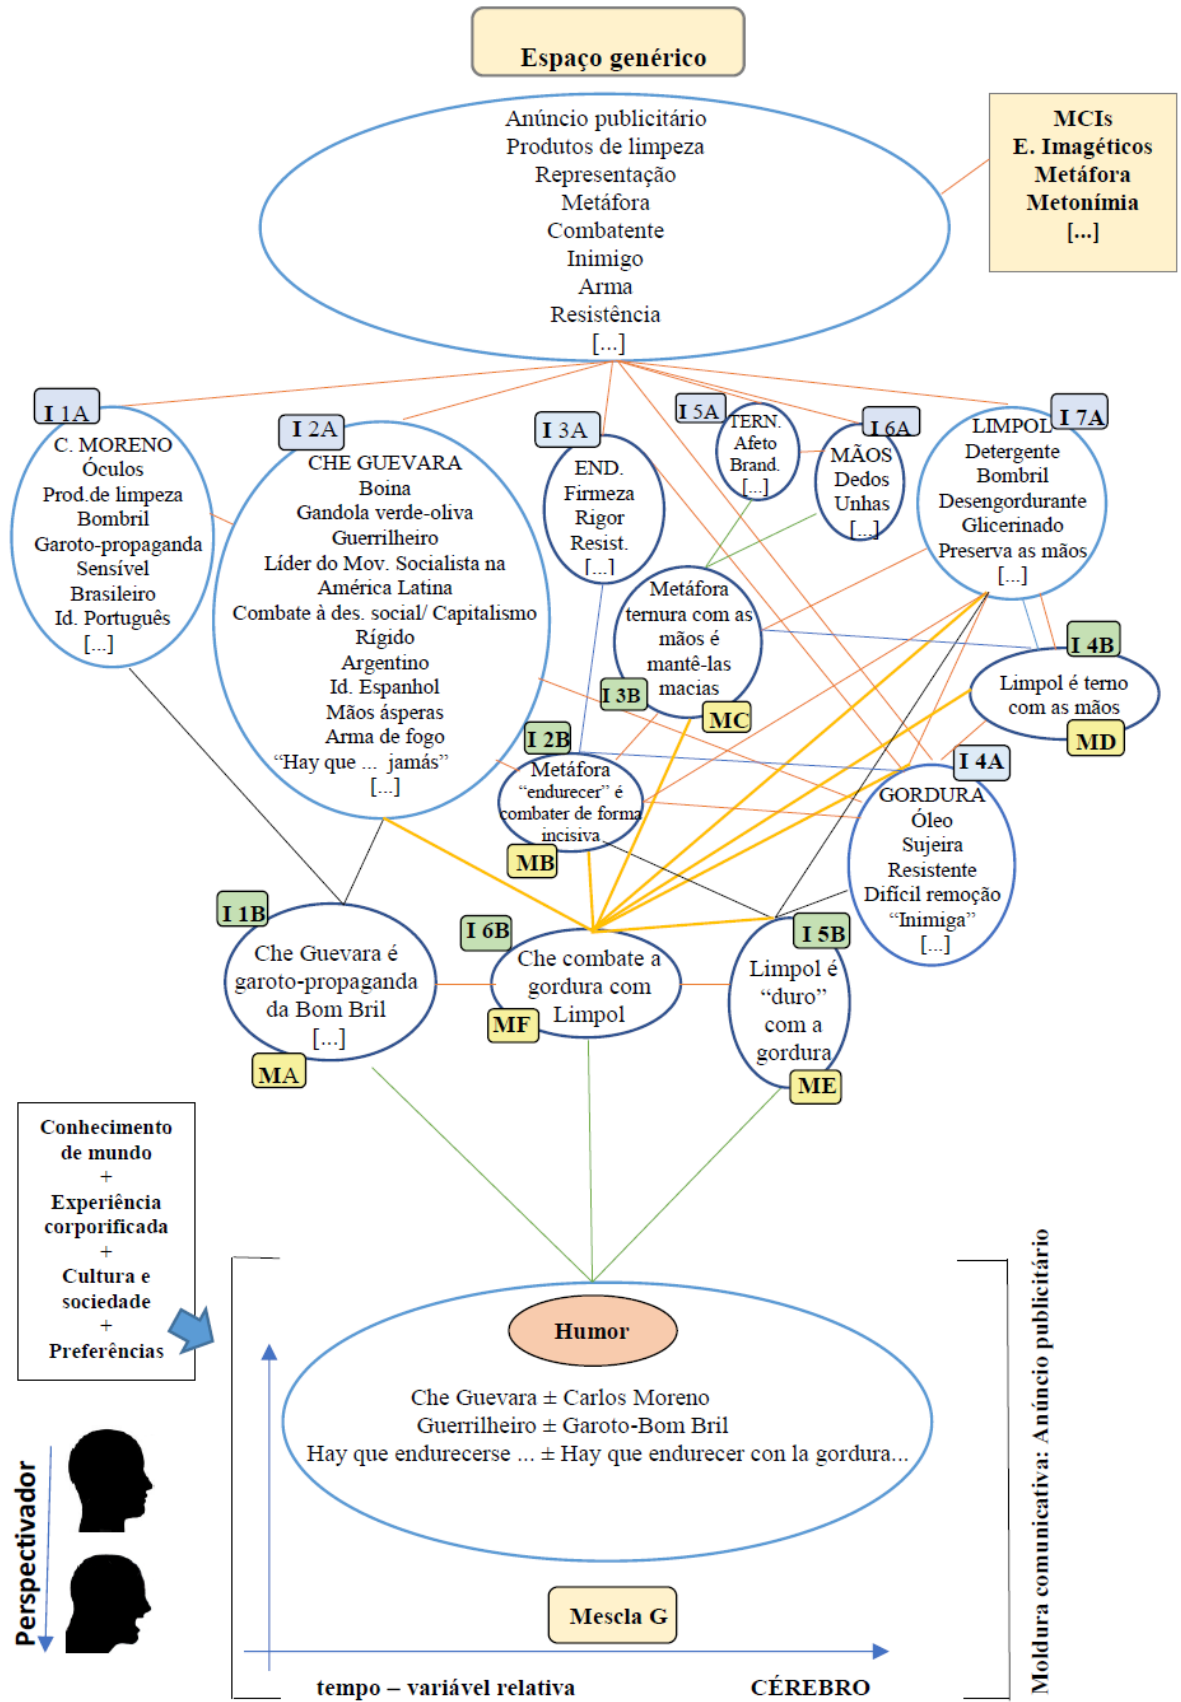 Espaço genérico
Anúncio publicitário
Produtos de limpeza
Representação
Metáfora
Combatente
Inimigo
Arma
Resistência
[...]
MCIs
E. Imagéticos
Metáfora
Metonímia
[...]
I 1A
C. MORENO
Óculos
Prod.de limpeza
Bombril
Garoto-propaganda
Sensível
Brasileiro
Id. Português
[...]
I 2A
CHE GUEVARA
Boina
Gandola verde-oliva
Guerrilheiro
Líder do Mov. Socialista na
América Latina
Combate à des. social/ Capitalismo
Rígido
Argentino
Id. Espanhol
Mãos ásperas
Arma de fogo
“Hay que ... jamás”
[...]
I 3A
END.
Firmeza
Rigor
Resist.
[...]
I 5A
TERN.
Afeto
Brand.
[...]
I 6A
MÃOS
Dedos
Unhas
[...]
I 7A
LIMPOL
Detergente
Bombril
Desengordurante
Glicerinado
Preserva as mãos
[...]
Metáfora
ternura com as
mãos é
mantê-las
macias
I 3B
MC
I 4B
Limpol é terno
com as mãos
MD
I 2B
Metáfora
“endurecer” é
combater de forma
incisiva
MB
I 4A
GORDURA
Óleo
Sujeira
Resistente
Difícil remoção
“Inimiga”
[...]
I 1B
Che Guevara é
garoto-propaganda
da Bom Bril
[...]
MA
I 6B
Che combate a
gordura com
Limpol
MF
I 5B
Limpol é
“duro”
com a
gordura
ME
Conhecimento
de mundo
+
Experiência
corporificada
+
Cultura e
sociedade
+
Preferências
Perspectivador
Humor
Che Guevara ± Carlos Moreno
Guerrilheiro ± Garoto-Bom Bril
Hay que endurecerse ... ± Hay que endurecer con la gordura...
Mescla G
tempo – variável relativa
CÉREBRO
Moldura comunicativa: Anúncio publicitário